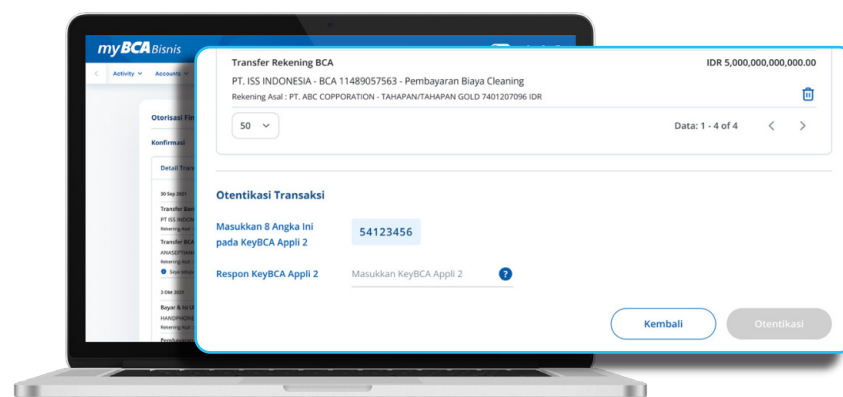 myBCA Bisnis
Activity
Accounts
Otorisasi Fin
Konfirmasi
Detail Tran
30 Sep 2021
Transfer Ban
PT ISS INDON
Rekening Asal
Transfer BCA
ANASEPTIAN
Rekening Asal
3 Okt 2021
Bayar & Isi U
HANDPHONE
Rekening Asal
Pembayaran
Transfer Rekening BCA
IDR 5,000,000,000,000.00
PT. ISS INDONESIA - BCA 11489057563 - Pembayaran Biaya Cleaning
Rekening Asal : PT. ABC COPPORATION - TAHAPAN/TAHAPAN GOLD 7401207096 IDR
50
Data: 1 - 4 of 4
Otentikasi Transaksi
Masukkan 8 Angka Ini
pada KeyBCA Appli 2
54123456
Respon KeyBCA Appli 2
Masukkan KeyBCA Appli 2
?
Kembali
Otentikasi